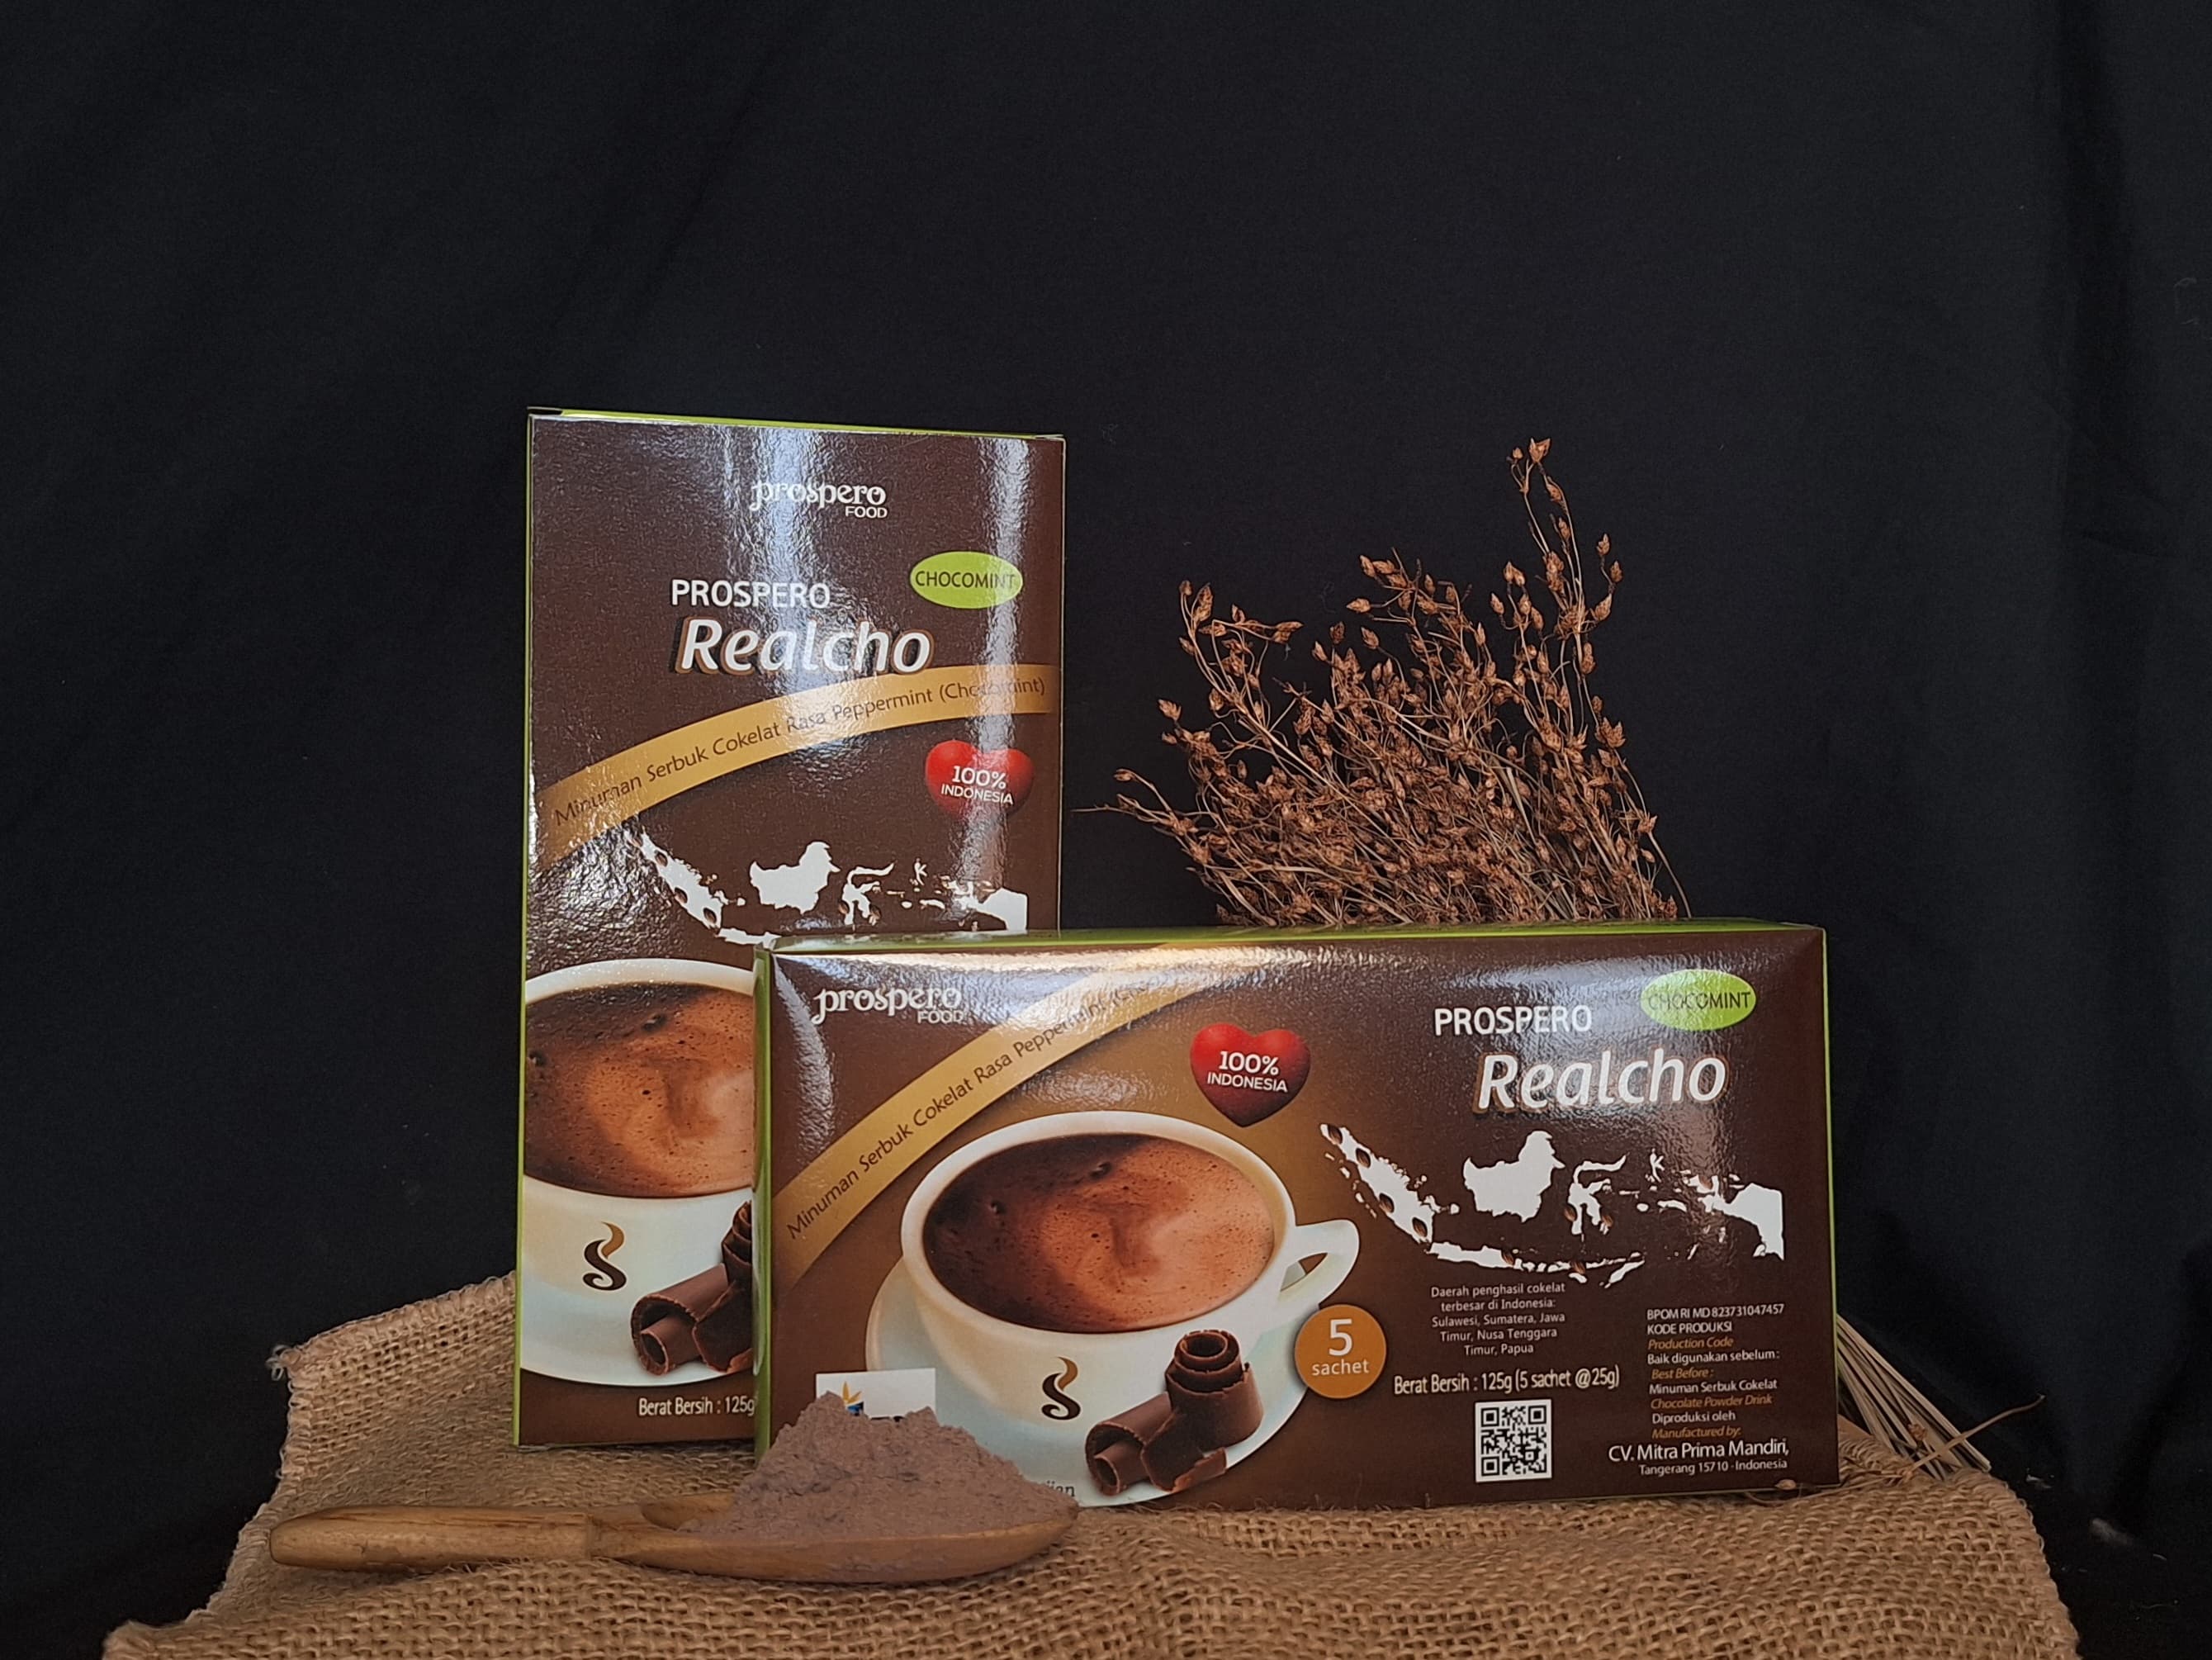 prospero
FOOD
CHOCOMINT
PROSPERO
Realcho
Minuman Serbuk Cokelat Rasa Peppermint (Chocomint)
100%
INDONESIA
Berat Bersih : 125g
prospero
FOOD
Minuman Serbuk Cokelat Rasa Peppermint
100%
INDONESIA
CHOCOMINT
PROSPERO
Realcho
Daerah penghasil cokelat
terbesar di Indonesia:
Sulawesi, Sumatera, Jawa
Timur, Nusa Tenggara
Timur, Papua
5
sachet
Berat Bersih : 125g (5 sachet @25g)
BPOM RI MD 823731047457
KODE PRODUKSI
Production Code
Baik digunakan sebelum :
Best Before :
Minuman Serbuk Cokelat
Chocolate Powder Drink
Diproduksi oleh
Manufactured by:
CV. Mitra Prima Mandiri,
Tangerang 15710 - Indonesia